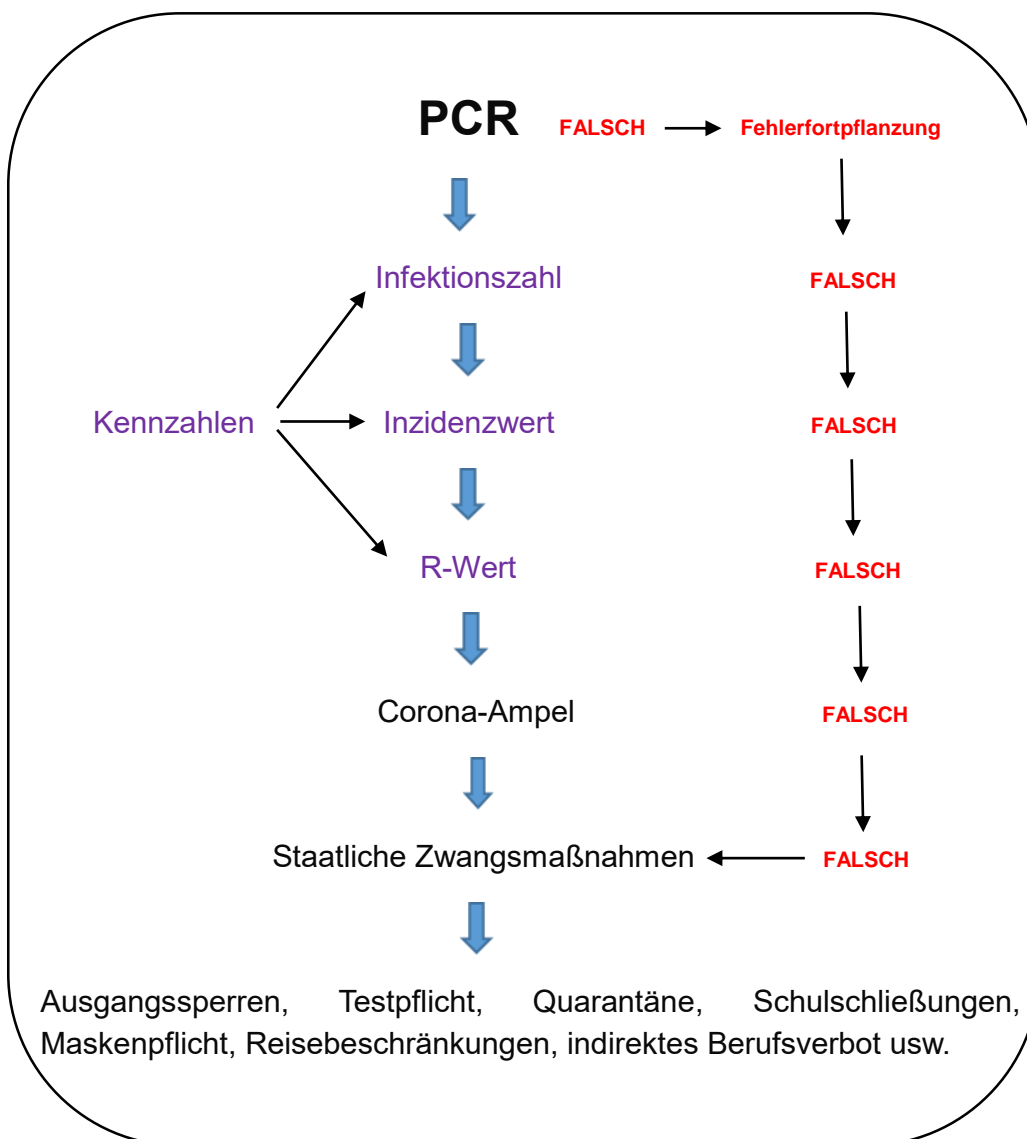 PCR FALSCH Fehlerfortpflanzung
Infektionszahl FALSCH
Kennzahlen Inzidenzwert FALSCH
R-Wert FALSCH
Corona-Ampel FALSCH
Staatliche Zwangsmaßnahmen FALSCH
Ausgangssperren, Testpflicht, Quarantäne, Schulschließungen,
Maskenpflicht, Reisebeschränkungen, indirektes Berufsverbot usw.